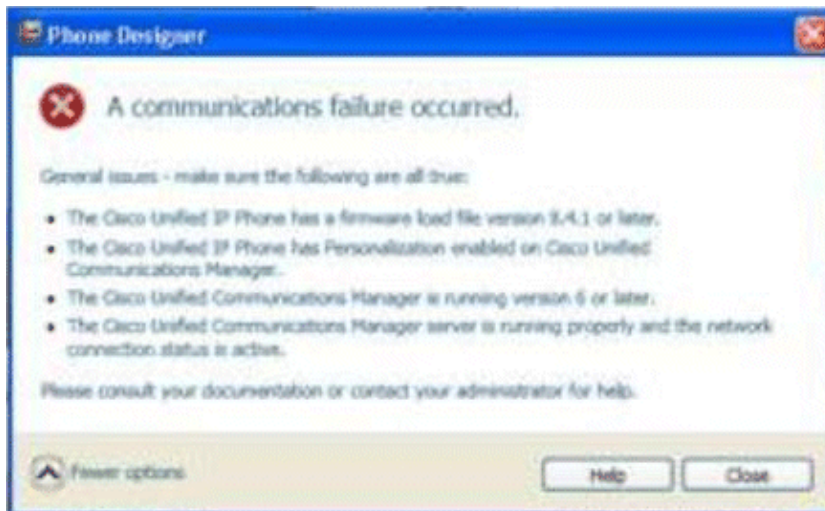 Phone Designer
A communications failure occurred.
General issues - make sure the following are all true:
• The Cisco Unified IP Phone has a firmware load file version 8.4.1 or later.
• The Cisco Unified IP Phone has Personalization enabled on Cisco Unified
Communications Manager.
• The Cisco Unified Communications Manager is running version 6 or later.
• The Cisco Unified Communications Manager server is running properly and the network
connection status is active.
Please consult your documentation or contact your administrator for help.
Fewer options
Help
Close